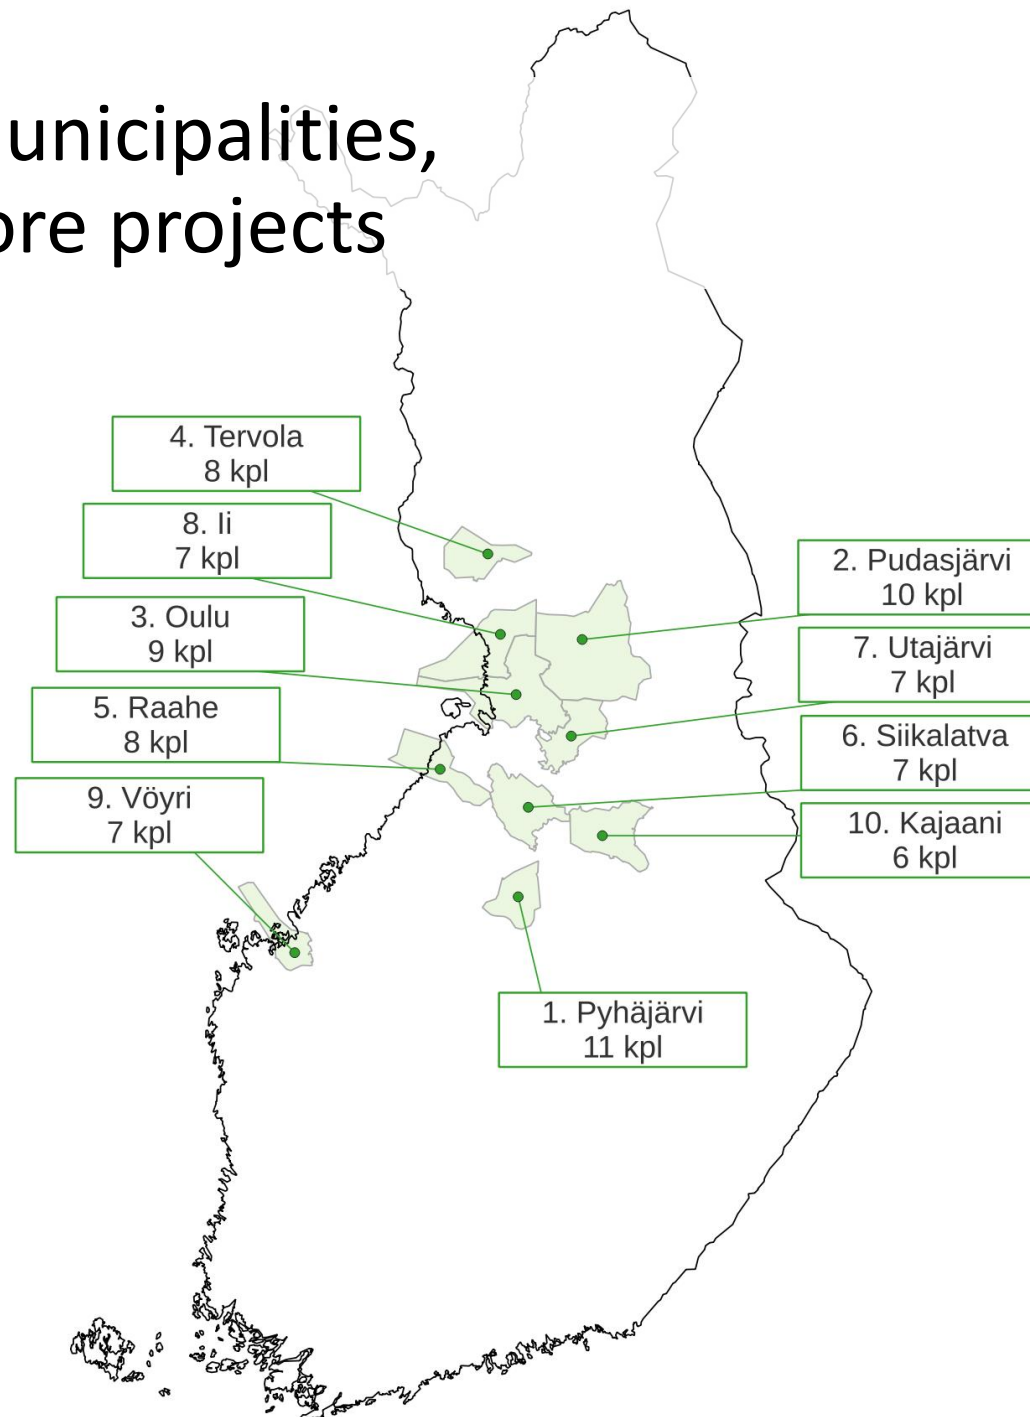 unicipalities,
ore projects
4. Tervola
8 kpl
8. Ii
7 kpl
3. Oulu
9 kpl
5. Raahe
8 kpl
9. Vöyri
7 kpl
2. Pudasjärvi
10 kpl
7. Utajärvi
7 kpl
6. Siikalatva
7 kpl
10. Kajaani
6 kpl
1. Pyhäjärvi
11 kpl